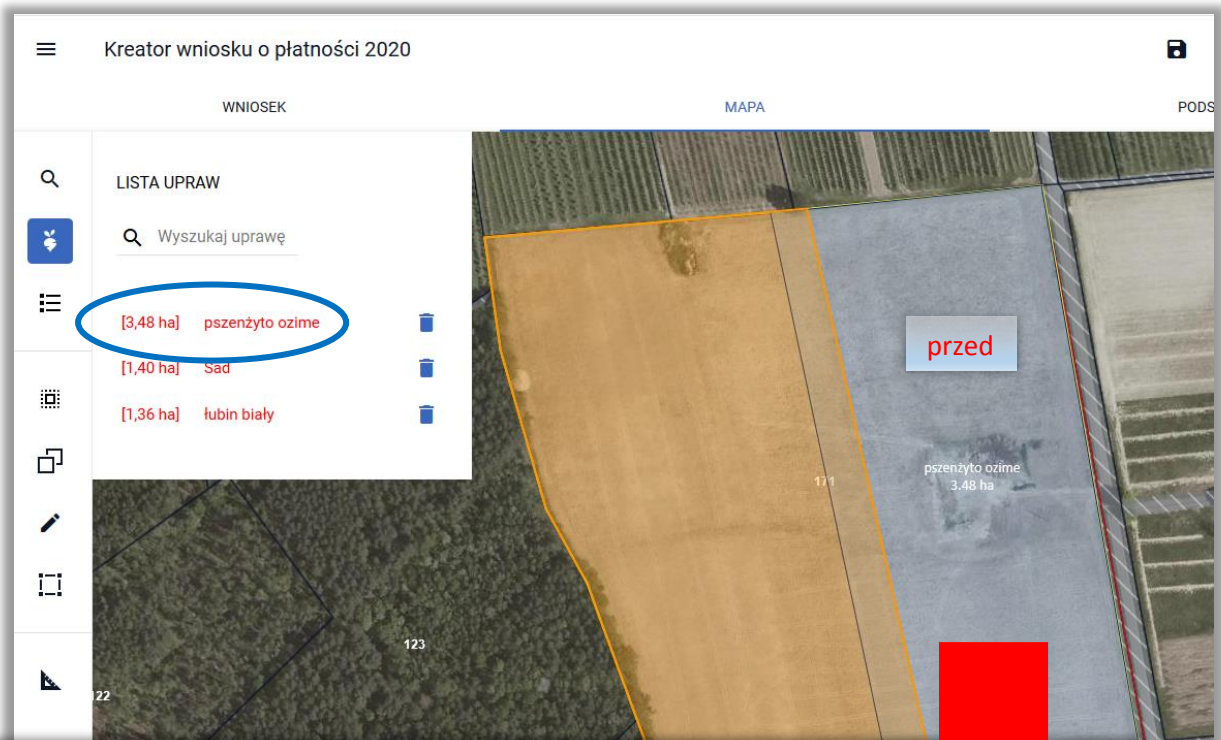 Kreator wniosku o płatności 2020
WNIOSEK
MAPA
PODS
LISTA UPRAW
Wyszukaj uprawę
[3,48 ha] pszenżyto ozime
[1,40 ha] Sad
[1,36 ha] łubin biały
przed
pszenżyto ozime
3.48 ha
171
123
122